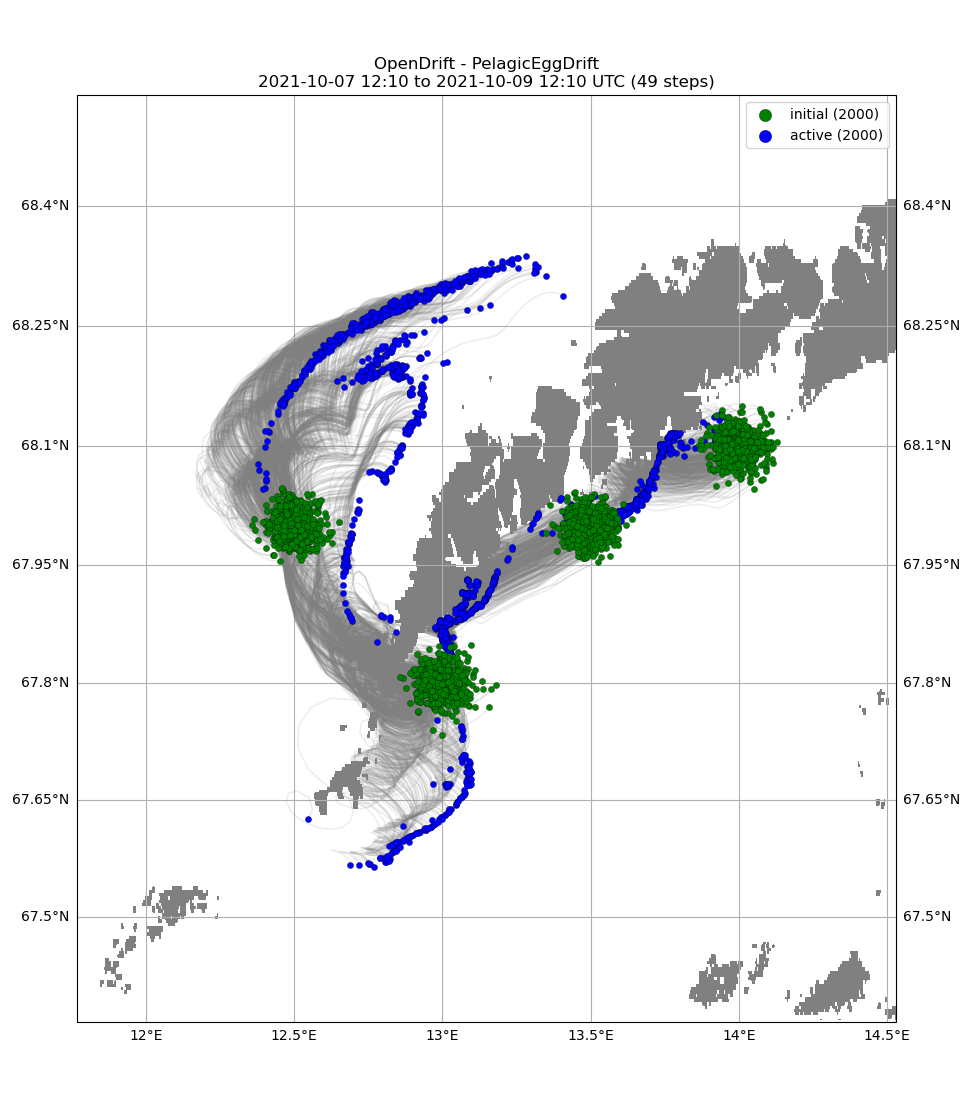 OpenDrift - PelagicEggDrift
2021-10-07 12:10 to 2021-10-09 12:10 UTC (49 steps)
initial (2000)
active (2000)
68.4°N 68.4°N
68.25°N 68.25°N
68.1°N 68.1°N
67.95°N 67.95°N
67.8°N 67.8°N
67.65°N 67.65°N
67.5°N 67.5°N
12°E 12.5°E 13°E 13.5°E 14°E 14.5°E